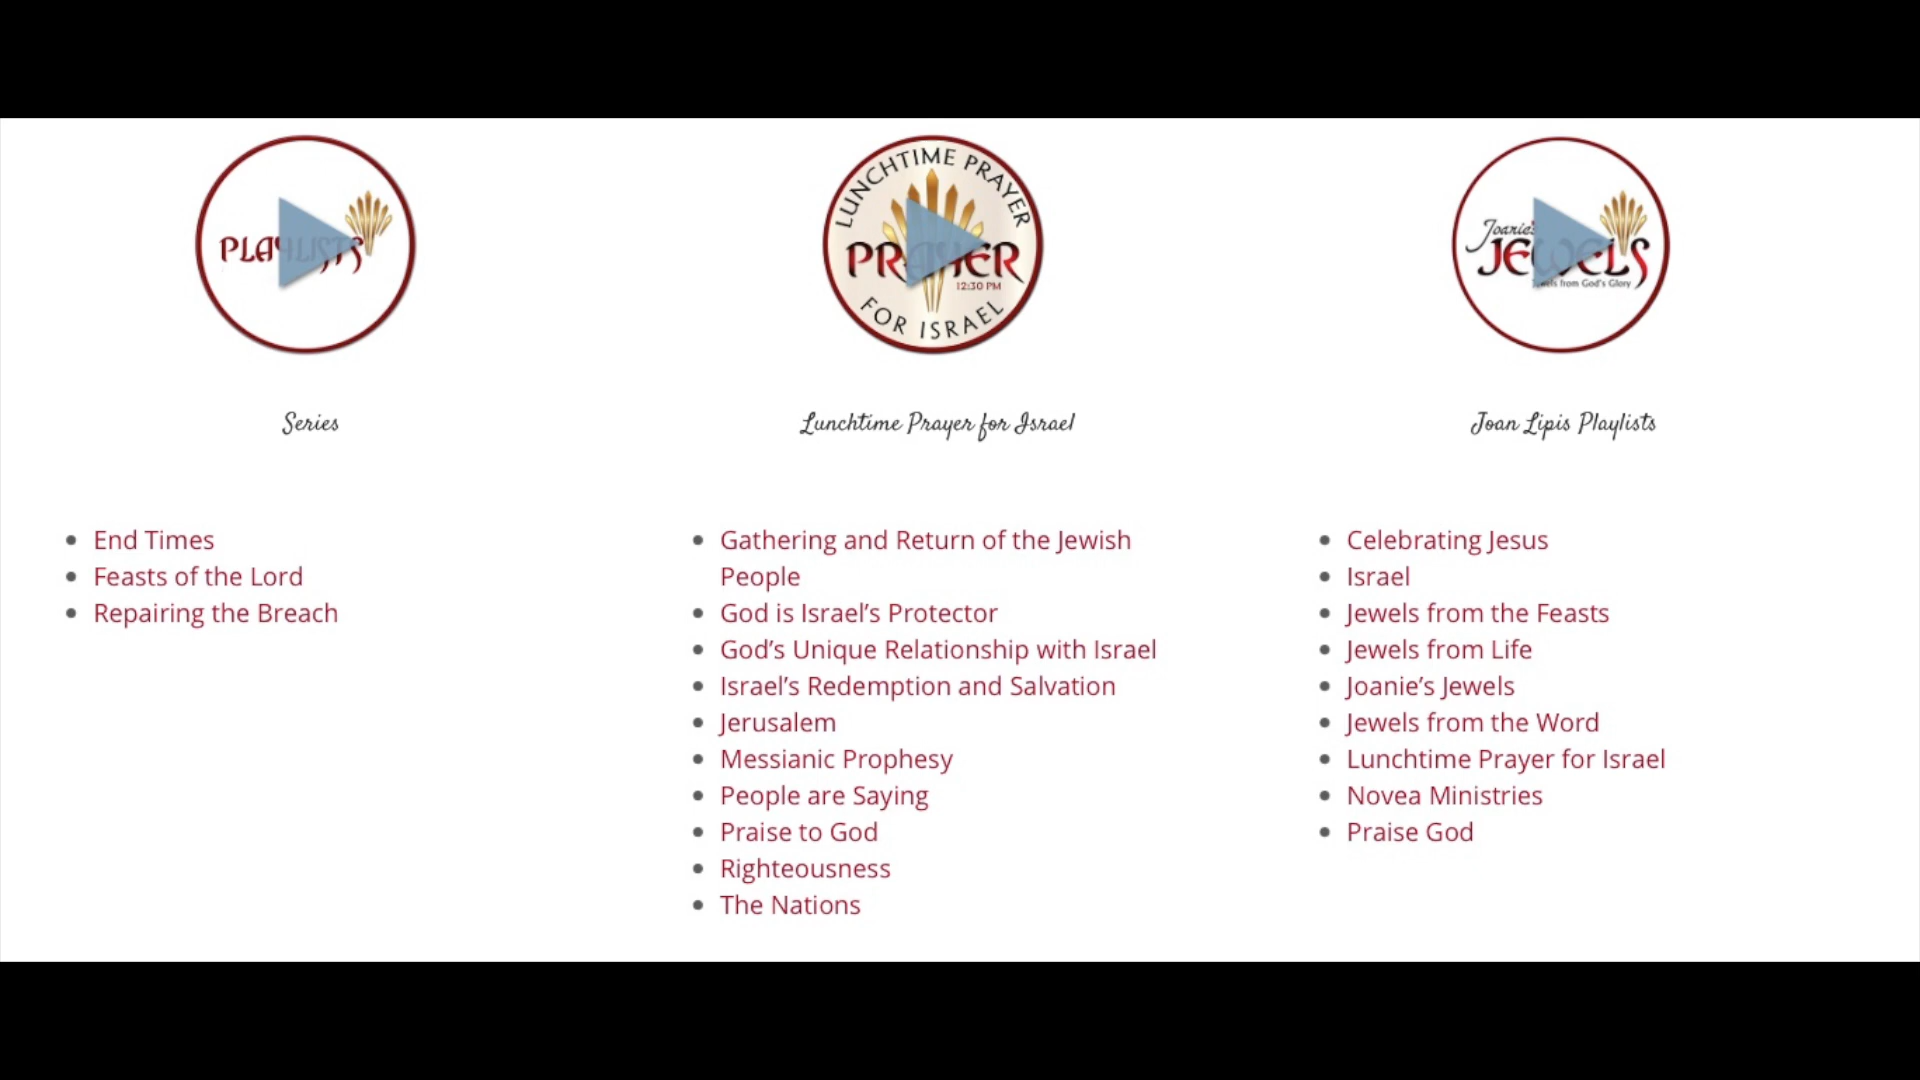 PLAYLISTS
LUNCHTIME PRAYER
PRAYER
12:30 PM
FOR ISRAEL
Joanie's
JEWELS
Jewels from God's Glory
Series
Lunchtime Prayer for Israel
Joan Lipis Playlists
End Times
Feasts of the Lord
Repairing the Breach
Gathering and Return of the Jewish
People
God is Israel’s Protector
God’s Unique Relationship with Israel
Israel’s Redemption and Salvation
Jerusalem
Messianic Prophesy
People are Saying
Praise to God
Righteousness
The Nations
Celebrating Jesus
Israel
Jewels from the Feasts
Jewels from Life
Joanie’s Jewels
Jewels from the Word
Lunchtime Prayer for Israel
Novea Ministries
Praise God